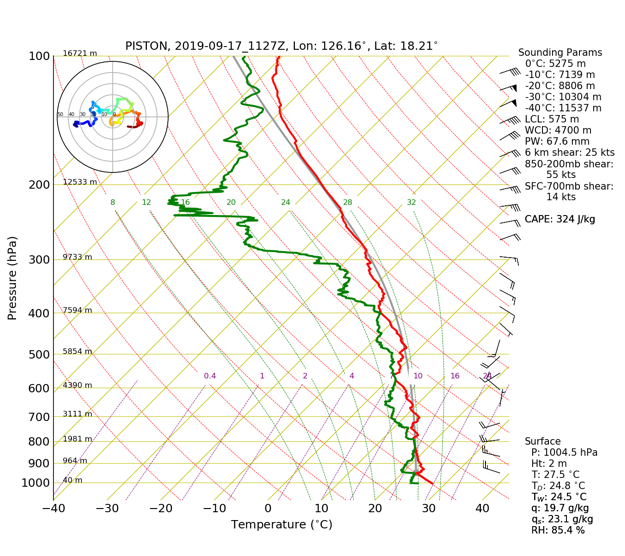 PISTON, 2019-09-17_1127Z, Lon: 126.16°, Lat: 18.21°
100
200
300
400
500
600
700
800
900
1000
Pressure (hPa)
16721 m
12533 m
9733 m
7594 m
5854 m
4390 m
3111 m
1981 m
964 m
40 m
8 12 16 20 24 28 32
0.4 1 2 4 7 10 16
−40 −30 −20 −10 0 10 20 30 40
Temperature (°C)
Sounding Params
0°C: 5275 m
-10°C: 7139 m
-20°C: 8806 m
-30°C: 10304 m
-40°C: 11537 m
LCL: 575 m
WCD: 4700 m
PW: 67.6 mm
6 km shear: 25 kts
850-200mb shear:
55 kts
SFC-700mb shear:
14 kts
CAPE: 324 J/kg
Surface
P: 1004.5 hPa
Ht: 2 m
T: 27.5 °C
TD: 24.8 °C
TW: 24.5 °C
q: 19.7 g/kg
qs: 23.1 g/kg
RH: 85.4 %